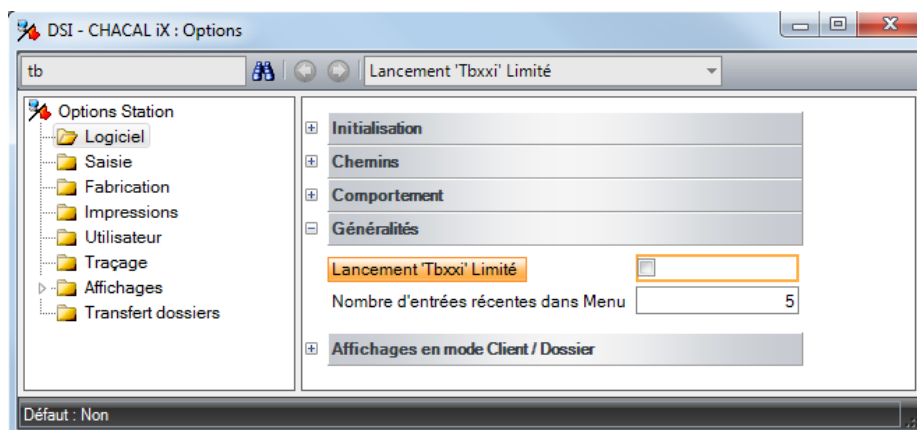 DSI - CHACAL iX : Options
tb
Lancement 'Tbxxi' Limité
Options Station
Logiciel
Saisie
Fabrication
Impressions
Utilisateur
Traçage
Affichages
Transfert dossiers
Initialisation
Chemins
Comportement
Généralités
Lancement 'Tbxxi' Limité
Nombre d'entrées récentes dans Menu 5
Affichages en mode Client / Dossier
Défaut : Non